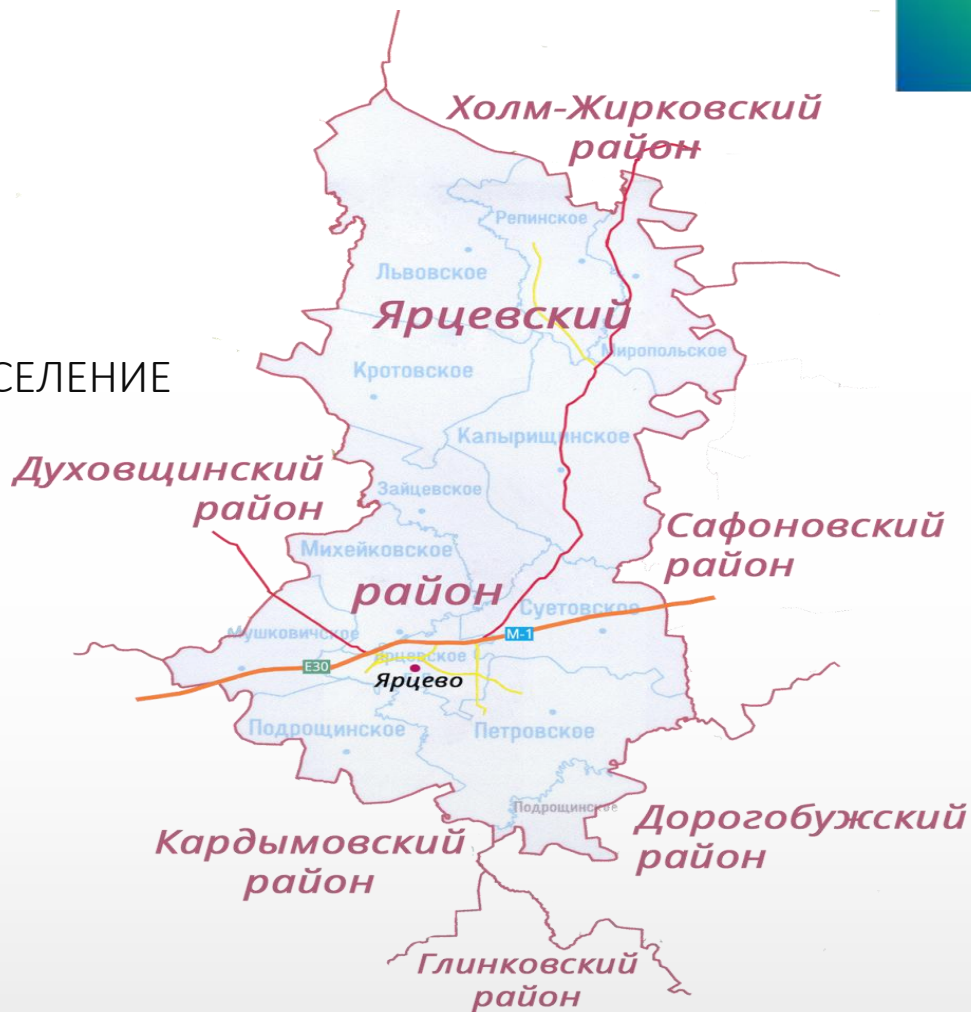 Холм-Жирковский
район
Репинское
Львовское
Ярцевский
Миропольское
СЕЛЕНИЕ
Кротовское
Капырищинское
Духовщинский
район
Зайцевское
Сафоновский
район
Михейковское
район
Суетовское
Мушковичское
М-1
Ярцевское
Е30
Ярцево
Подрощинское
Петровское
Подрощинское
Дорогобужский
район
Кардымовский
район
Глинковский
район